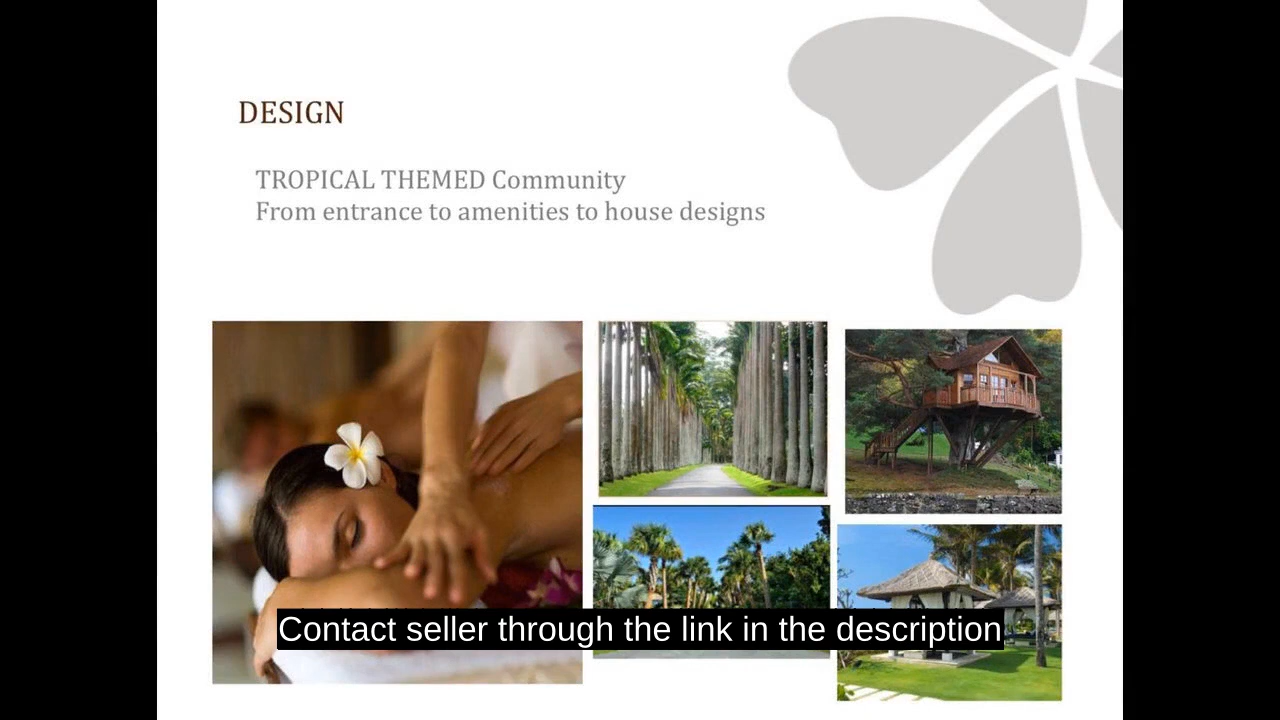 DESIGN
TROPICAL THEMED Community
From entrance to amenities to house designs
Contact seller through the link in the description